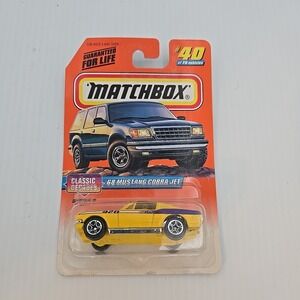 GUARANTEED
FOR LIFE
#40
of 75 vehicles
MATCHBOX
CLASSIC
DECADES
68 MUSTANG COBRA JET